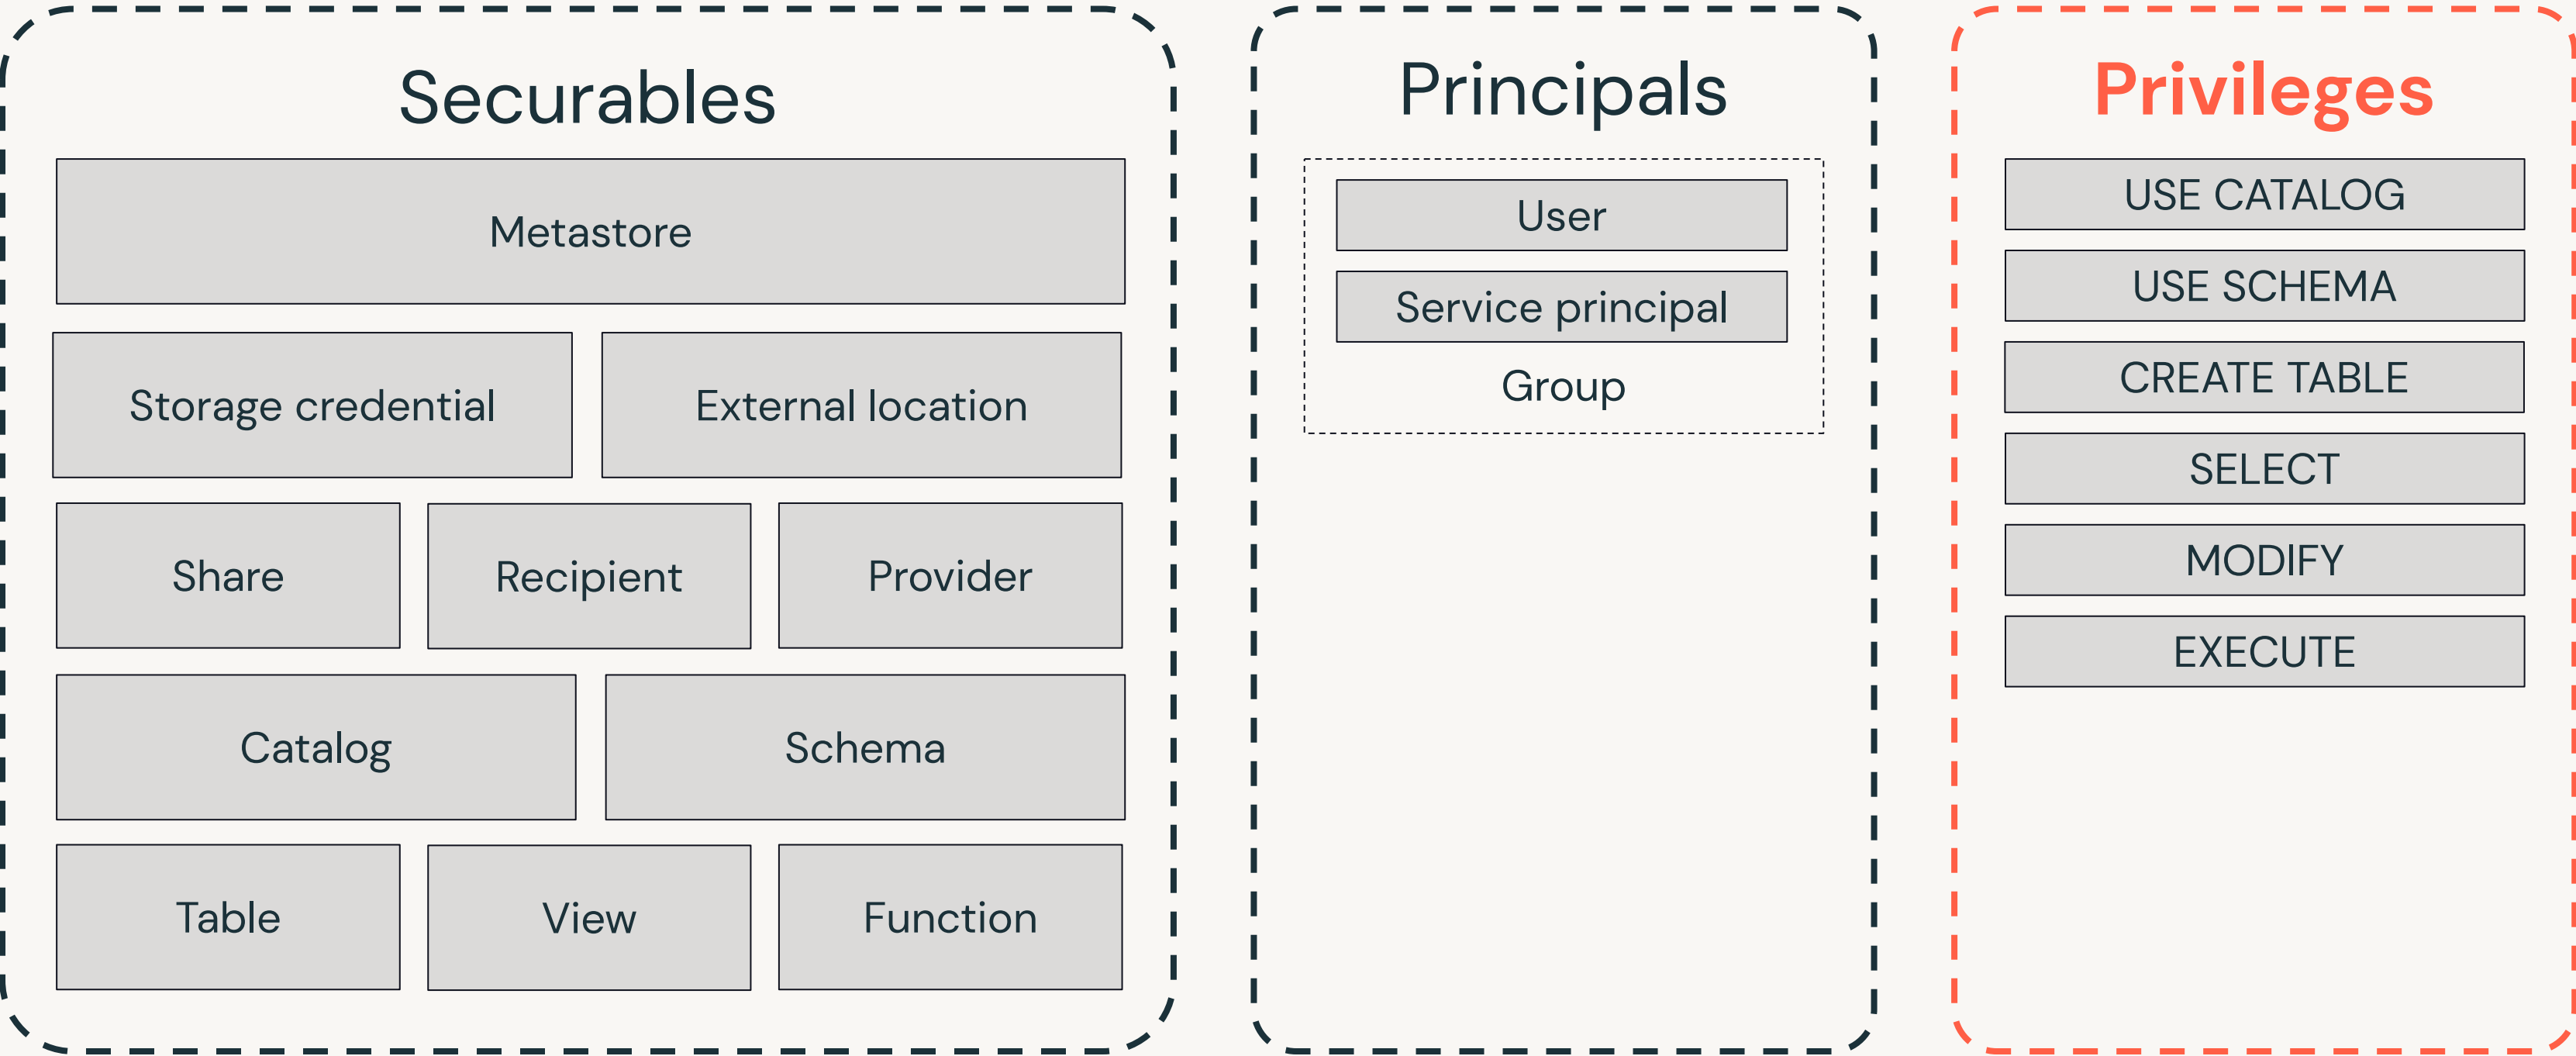 Securables
Metastore
Storage credential
External location
Share
Recipient
Provider
Catalog
Schema
Table
View
Function
Principals
User
Service principal
Group
Privileges
USE CATALOG
USE SCHEMA
CREATE TABLE
SELECT
MODIFY
EXECUTE